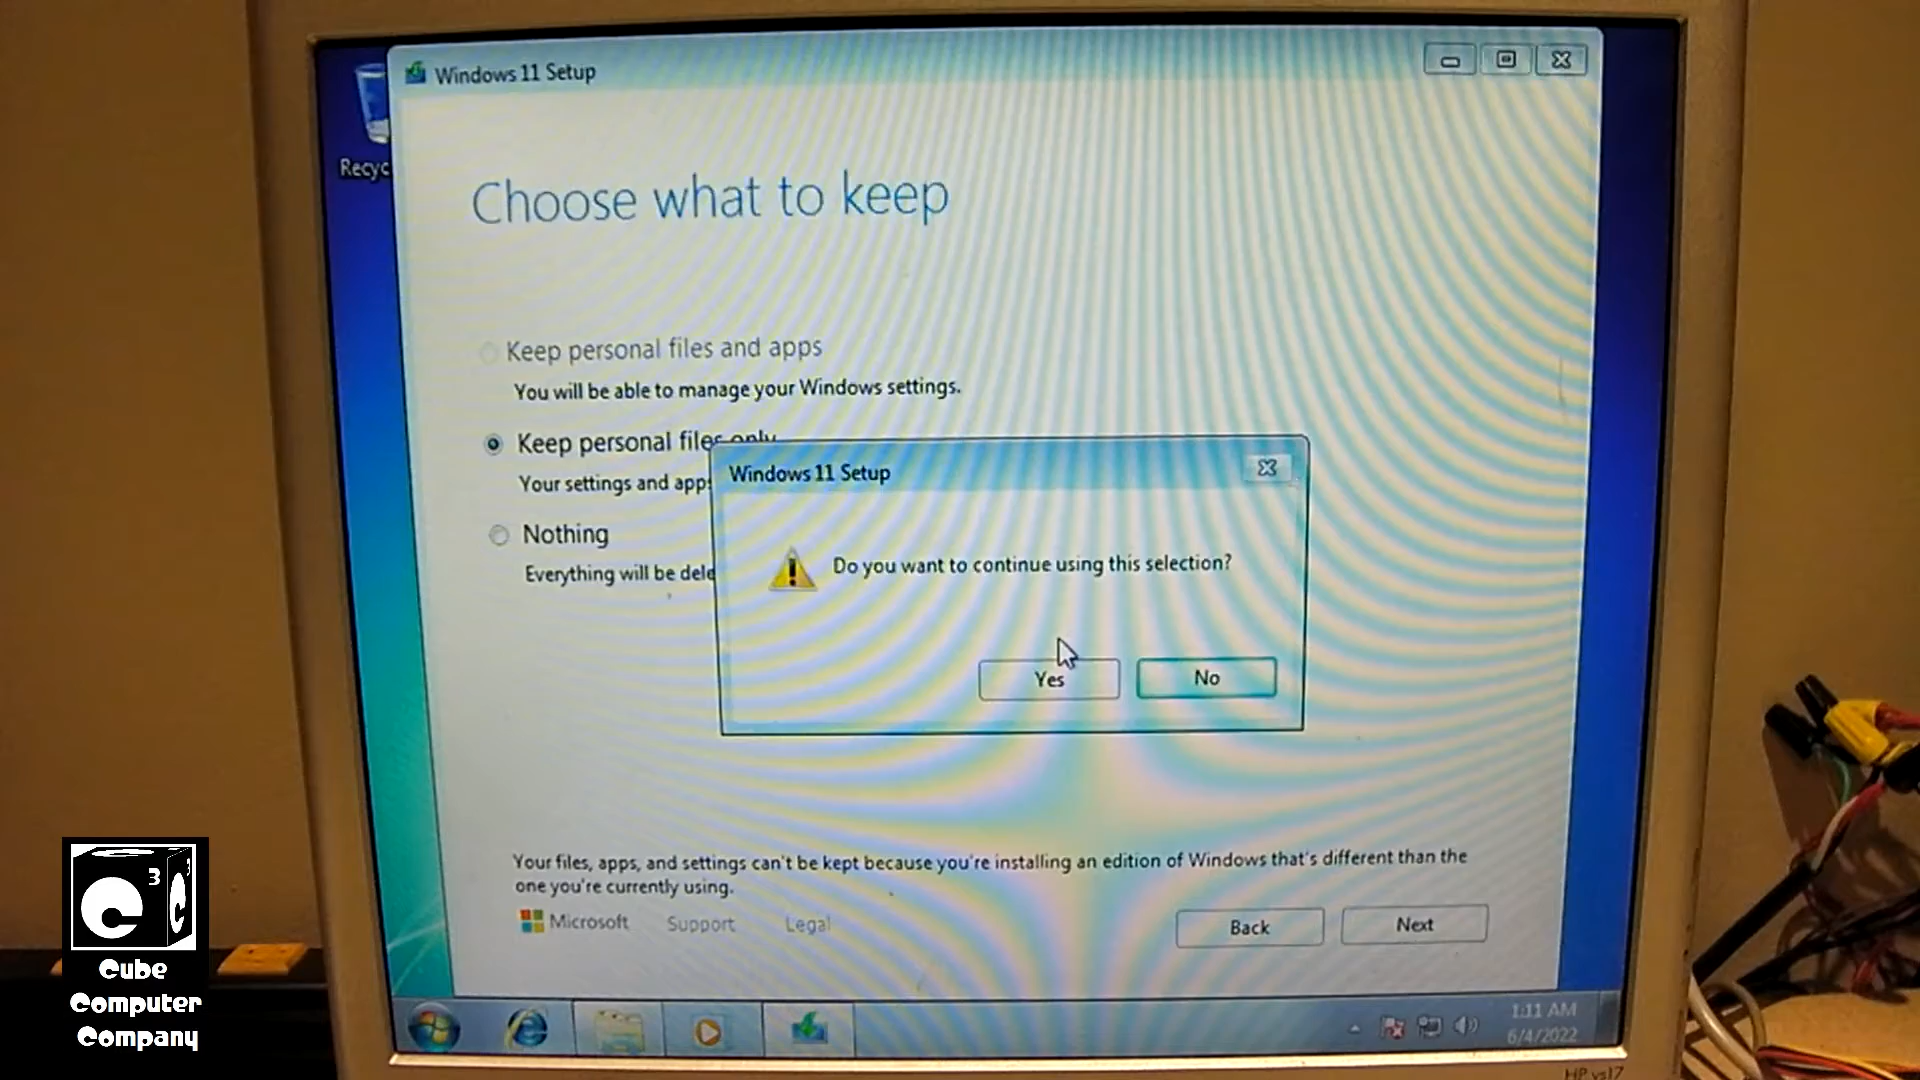 Windows 11 Setup
Recyc
Choose what to keep
Keep personal files and apps
You will be able to manage your Windows settings.
Keep personal files only
Your settings and apps
Windows 11 Setup
Nothing
Everything will be dele
Do you want to continue using this selection?
Yes
No
Your files, apps, and settings can't be kept because you're installing an edition of Windows that's different than the
one you're currently using.
Microsoft
Support
Legal
Back
Next
1:11 AM
6/4/2022
HP vs17
C³
C³
Cube
Computer
Company